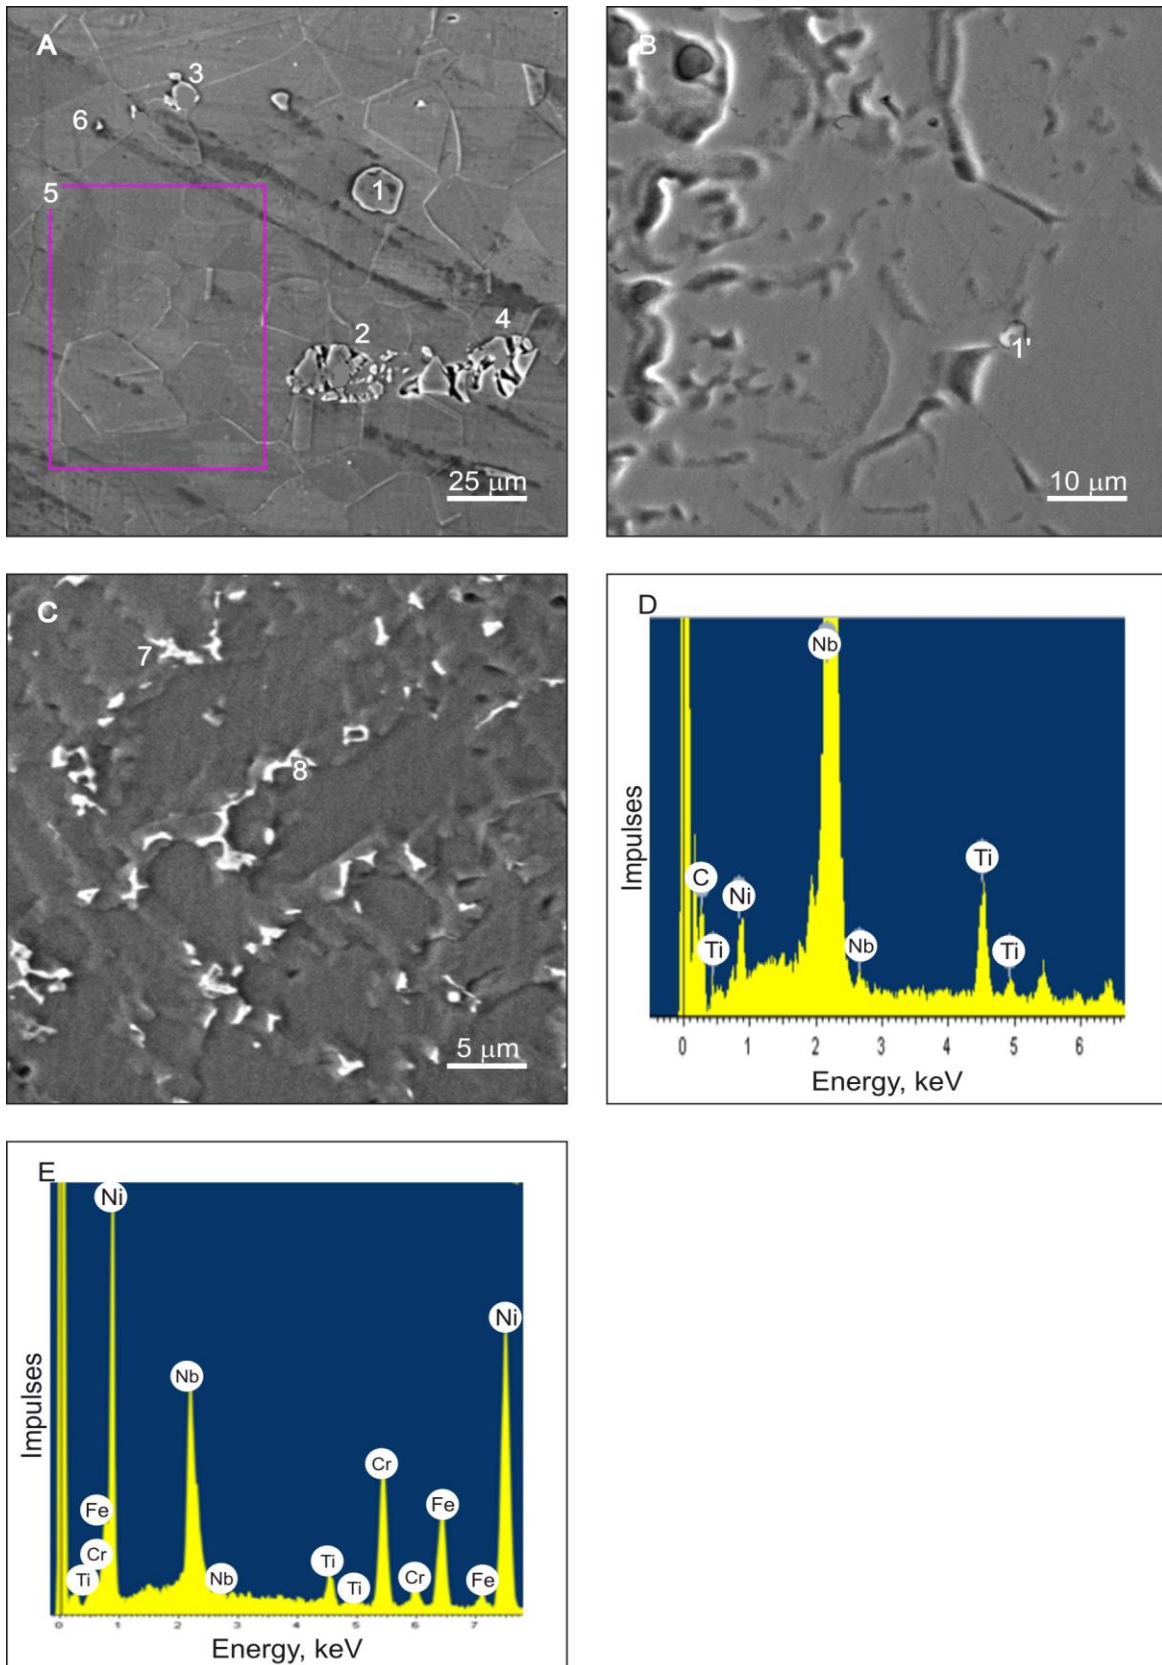 A
3
6
1
5
2
4
25 μm
B
1'
10 μm
C
7
8
5 μm
D
Nb
Ti
C
Ni
Ti
Nb
Ti
Impulses
0 1 2 3 4 5 6
Energy, keV
E
Ni
Ni
Nb
Cr
Fe
Fe
Cr
Ti
Ti
Nb
Ti
Cr
Fe
Impulses
0 1 2 3 4 5 6 7
Energy, keV